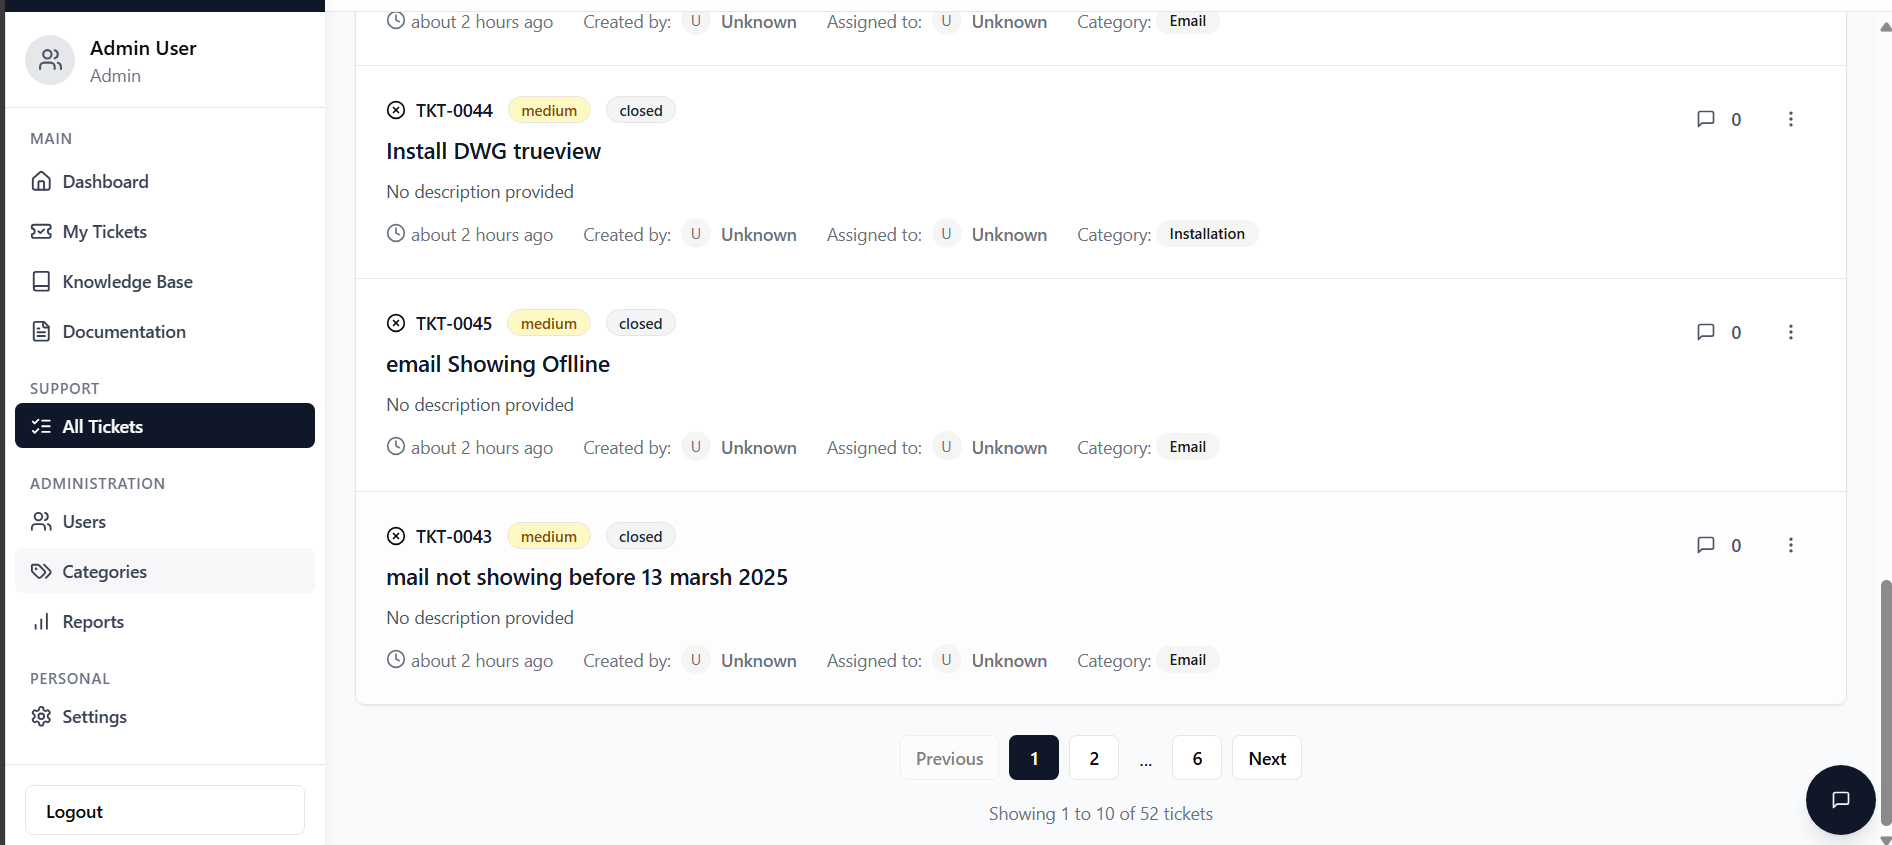 Admin User
Admin
MAIN
Dashboard
My Tickets
Knowledge Base
Documentation
SUPPORT
All Tickets
ADMINISTRATION
Users
Categories
Reports
PERSONAL
Settings
Logout
about 2 hours ago Created by: U Unknown Assigned to: U Unknown Category: Email
TKT-0044 medium closed 0
Install DWG trueview
No description provided
about 2 hours ago Created by: U Unknown Assigned to: U Unknown Category: Installation
TKT-0045 medium closed 0
email Showing Oflline
No description provided
about 2 hours ago Created by: U Unknown Assigned to: U Unknown Category: Email
TKT-0043 medium closed 0
mail not showing before 13 marsh 2025
No description provided
about 2 hours ago Created by: U Unknown Assigned to: U Unknown Category: Email
Previous 1 2 ... 6 Next
Showing 1 to 10 of 52 tickets